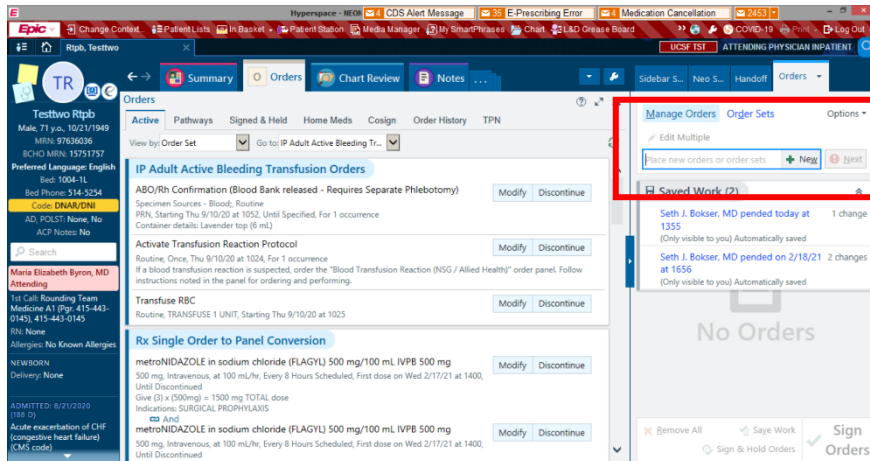 Hyperspace - NEON
4 CDS Alert Message
35 E-Prescribing Error
4 Medication Cancellation
2453
Epic
Change Context
Patient Lists
In Basket
Patient Station
Media Manager
My SmartPhrases
Chart
L&D Grease Board
COVID-19
Print
Log Out
Rtpb, Testtwo
UCSF TST
ATTENDING PHYSICIAN INPATIENT
TR
Summary
Orders
Chart Review
Notes
...
Sidebar S...
Neo S...
Handoff
Orders
Testtwo Rtpb
Male, 71 y.o., 10/21/1949
MRN: 97636036
BCHO MRN: 15751757
Preferred Language: English
Bed: 1004-1L
Bed Phone: 514-5254
Code: DNAR/DNI
AD, POLST: None, No
ACP Notes: No
Search
Maria Elizabeth Byron, MD
Attending
1st Call: Rounding Team
Medicine A1 (Pgr. 415-443-
0145), 415-443-0145
RN: None
Allergies: No Known Allergies
NEWBORN
Delivery: None
ADMITTED: 8/21/2020
(188 D)
Acute exacerbation of CHF
(congestive heart failure)
(CMS code)
Orders
Active
Pathways
Signed & Held
Home Meds
Cosign
Order History
TPN
View by: Order Set
Go to: IP Adult Active Bleeding Tr...
IP Adult Active Bleeding Transfusion Orders
ABO/Rh Confirmation (Blood Bank released - Requires Separate Phlebotomy)
Modify
Discontinue
Specimen Sources - Blood;, Routine
PRN, Starting Thu 9/10/20 at 1052, Until Specified, For 1 occurrence
Container details: Lavender top (6 mL)
Activate Transfusion Reaction Protocol
Modify
Discontinue
Routine, Once, Thu 9/10/20 at 1024, For 1 occurrence
If a blood transfusion reaction is suspected, order the "Blood Transfusion Reaction (NSG / Allied Health)" order panel. Follow
instructions noted in the panel for ordering and performing.
Transfuse RBC
Modify
Discontinue
Routine, TRANSFUSE 1 UNIT, Starting Thu 9/10/20 at 1025
Rx Single Order to Panel Conversion
metroNIDAZOLE in sodium chloride (FLAGYL) 500 mg/100 mL IVPB 500 mg
Modify
Discontinue
500 mg, Intravenous, at 100 mL/hr, Every 8 Hours Scheduled, First dose on Wed 2/17/21 at 1400,
Until Discontinued
Give (3) x (500mg) = 1500 mg TOTAL dose
Indications: SURGICAL PROPHYLAXIS
And
metroNIDAZOLE in sodium chloride (FLAGYL) 500 mg/100 mL IVPB 500 mg
Modify
Discontinue
500 mg, Intravenous, at 100 mL/hr, Every 8 Hours Scheduled, First dose on Wed 2/17/21 at 1400,
Until Discontinued
Manage Orders
Order Sets
Options
Edit Multiple
Place new orders or order sets
New
Next
Saved Work (2)
Seth J. Bokser, MD pended today at
1355
1 change
(Only visible to you) Automatically saved
Seth J. Bokser, MD pended on 2/18/21
at 1656
2 changes
(Only visible to you) Automatically saved
No Orders
Remove All
Save Work
Sign & Hold Orders
Sign
Orders